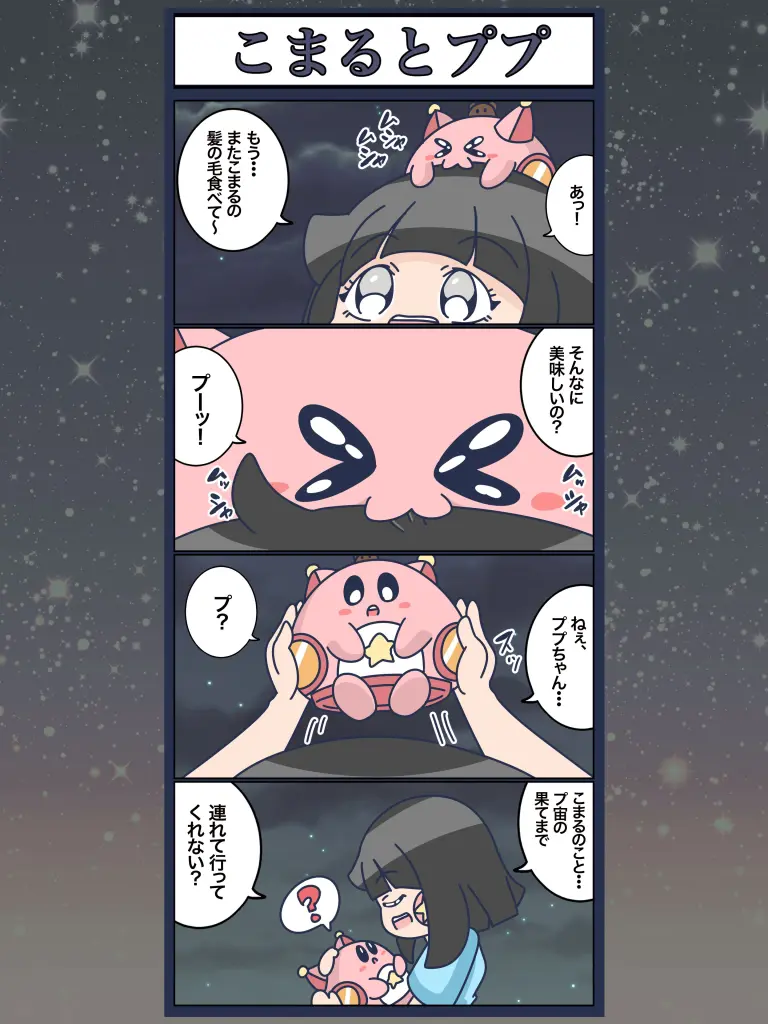 こまるとププ
あっ！
ムシャ
ムシャ
もう…
またこまるの
髪の毛食べて～
そんなに
美味しいの？
プーッ！
ムッ
シャ
ムッ
シャ
ねぇ、
ププちゃん…
スッ
プ？
こまるのこと…
プ宙の
果てまで
連れて行って
くれない？
?